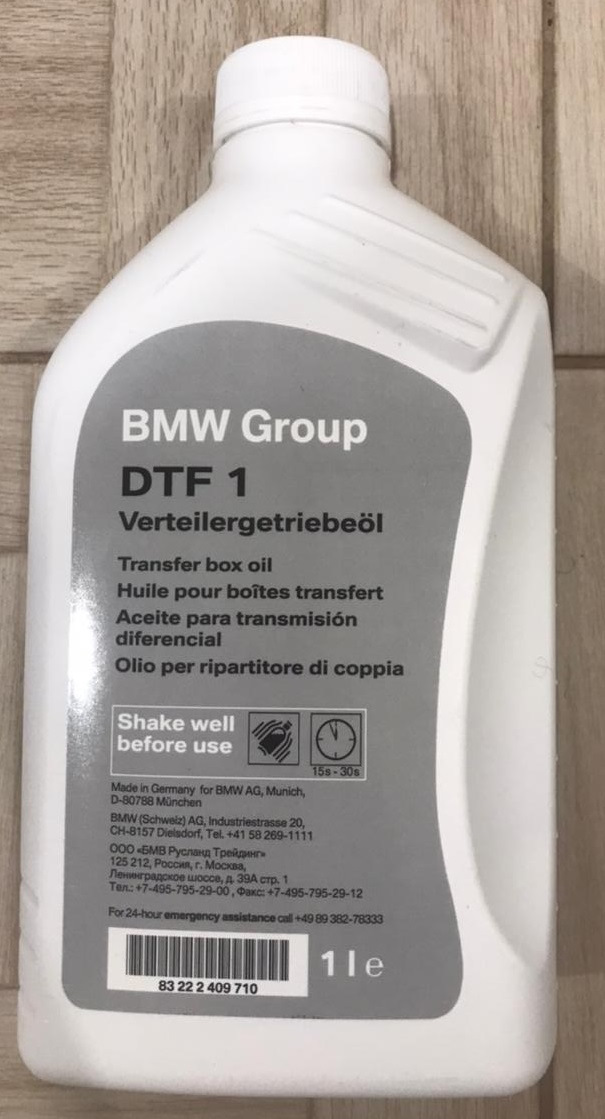 BMW Group
DTF 1
Verteilergetriebeöl
Transfer box oil
Huile pour boîtes transfert
Aceite para transmisión
diferencial
Olio per ripartitore di coppia
Shake well
before use
15s - 30s
Made in Germany for BMW AG, Munich,
D-80788 München
BMW (Schweiz) AG, Industriestrasse 20,
CH-8157 Dielsdorf, Tel. +41 58 269-1111
ООО «БМВ Русланд Трейдинг»
125 212, Россия, г. Москва,
Ленинградское шоссе, д. 39А стр. 1
Тел.: +7-495-795-29-00 , Факс: +7-495-795-29-12
For 24-hour emergency assistance call +49 89 382-78333
1 l e
83 22 2 409 710